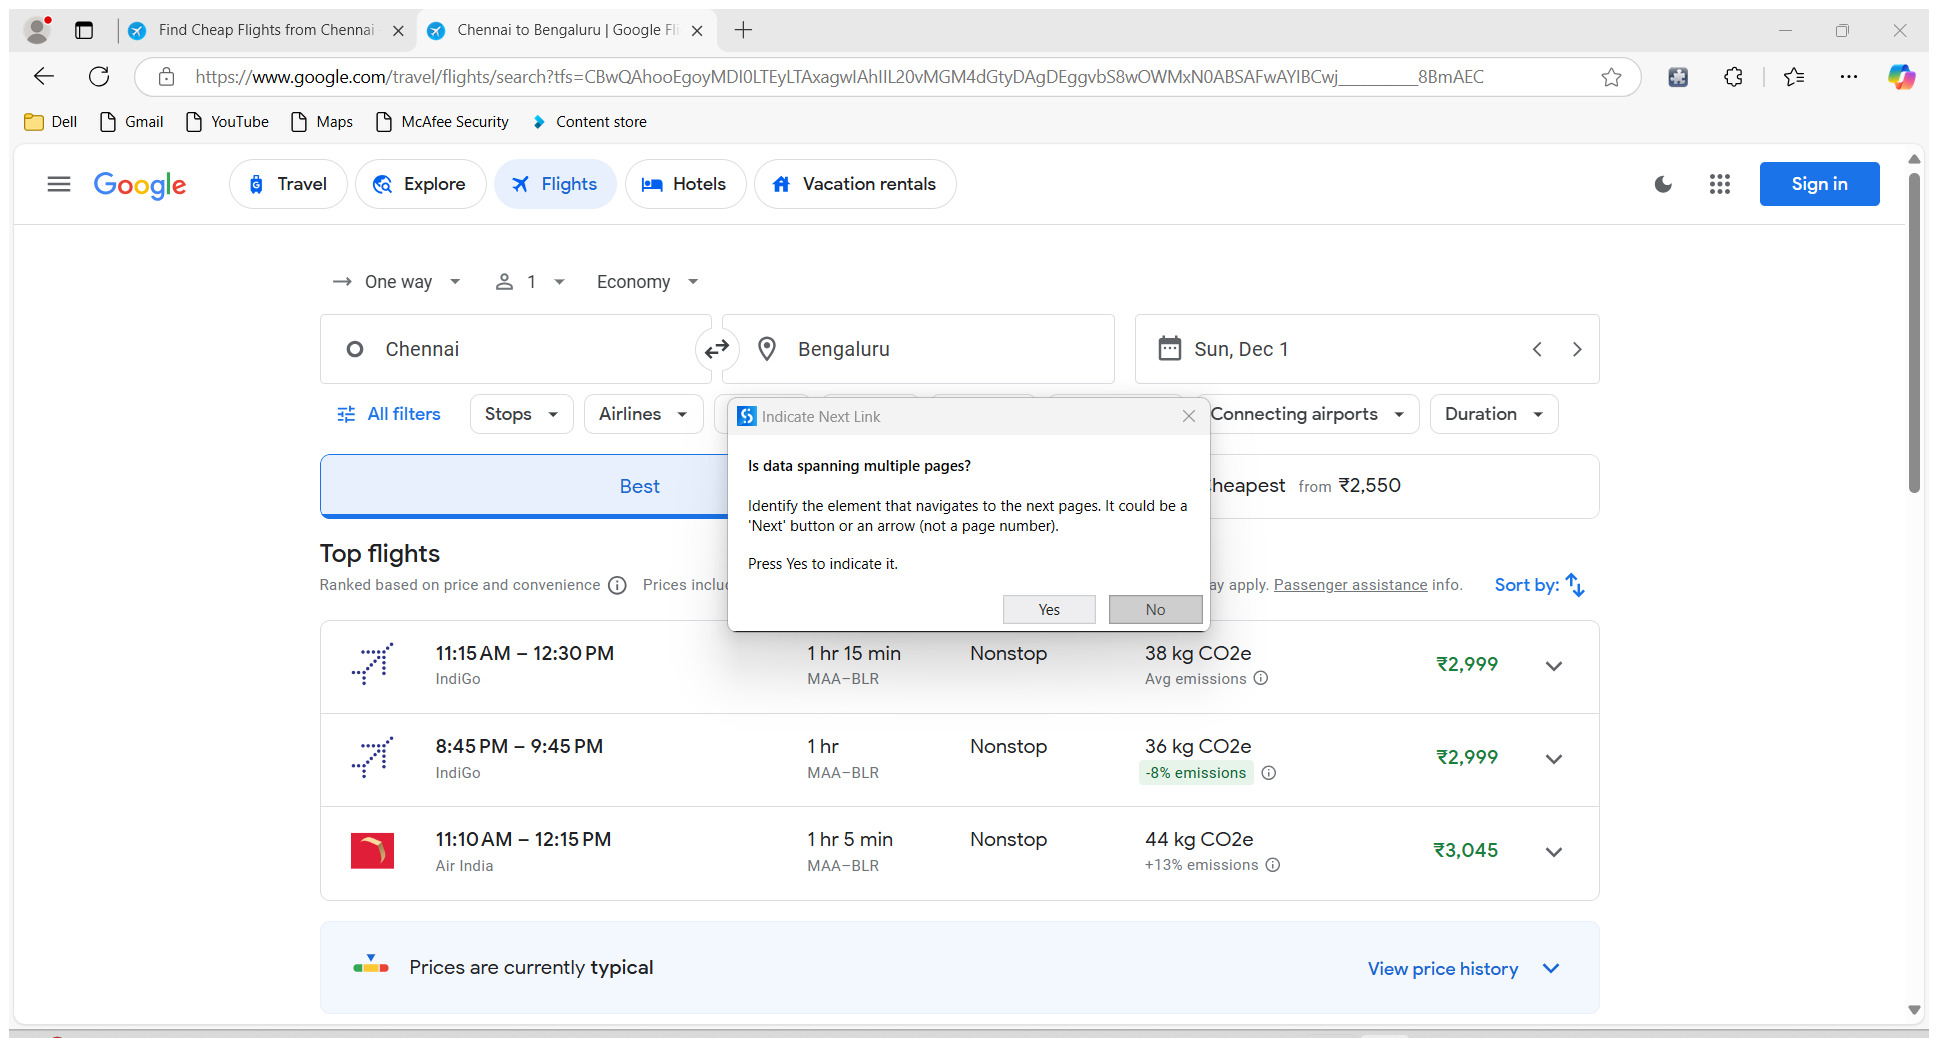 Find Cheap Flights from Chennai
Chennai to Bengaluru | Google Fli
https://www.google.com/travel/flights/search?tfs=CBwQAhooEgoyMDI0LTEyLTAxagwIAhIIL20vMGM4dGtyDAgDEggvbS8wOWMxN0ABSAFwAYIBCwj__________8BmAEC
Dell
Gmail
YouTube
Maps
McAfee Security
Content store
Google
Travel
Explore
Flights
Hotels
Vacation rentals
Sign in
One way
1
Economy
Chennai
Bengaluru
Sun, Dec 1
All filters
Stops
Airlines
Connecting airports
Duration
Indicate Next Link
Is data spanning multiple pages?
Identify the element that navigates to the next pages. It could be a
'Next' button or an arrow (not a page number).
Press Yes to indicate it.
Yes
No
Best
heapest from ₹2,550
Top flights
Ranked based on price and convenience
Prices inclu
ay apply. Passenger assistance info.
Sort by:
11:15 AM – 12:30 PM
1 hr 15 min
Nonstop
38 kg CO2e
₹2,999
IndiGo
MAA–BLR
Avg emissions
8:45 PM – 9:45 PM
1 hr
Nonstop
36 kg CO2e
₹2,999
IndiGo
MAA–BLR
-8% emissions
11:10 AM – 12:15 PM
1 hr 5 min
Nonstop
44 kg CO2e
₹3,045
Air India
MAA–BLR
+13% emissions
Prices are currently typical
View price history